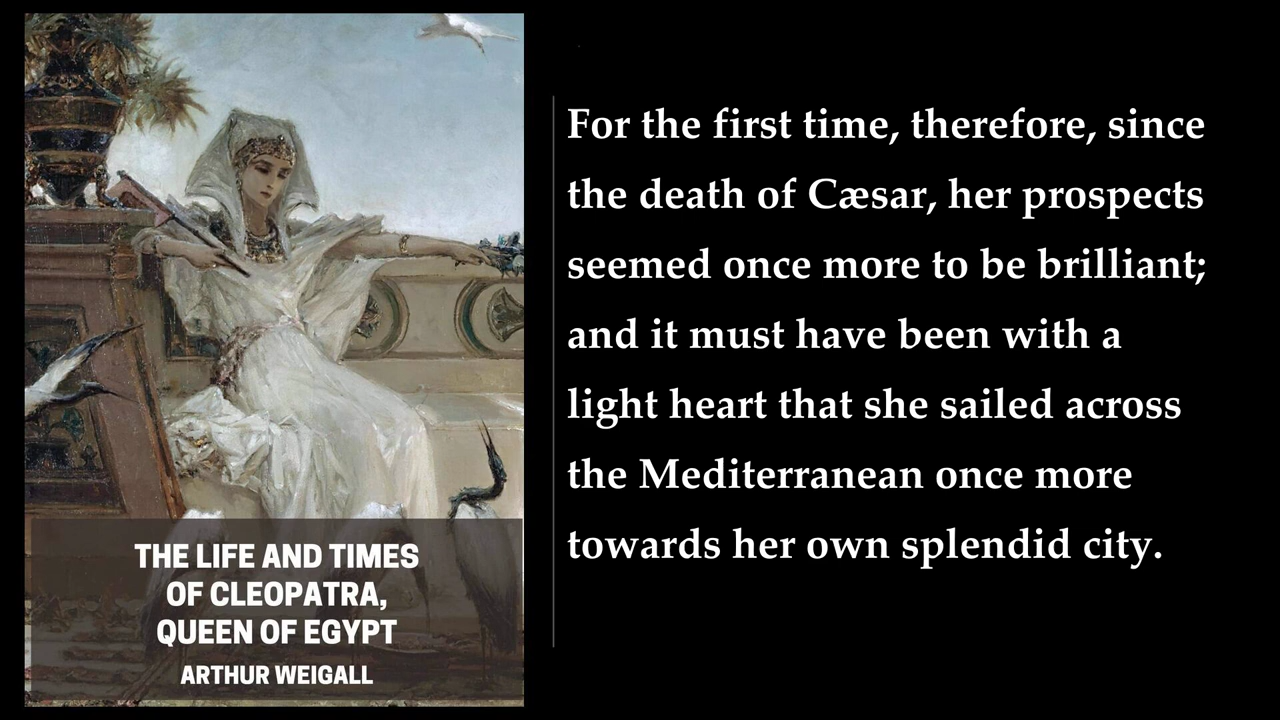 THE LIFE AND TIMES
OF CLEOPATRA,
QUEEN OF EGYPT
ARTHUR WEIGALL
For the first time, therefore, since
the death of Cæsar, her prospects
seemed once more to be brilliant;
and it must have been with a
light heart that she sailed across
the Mediterranean once more
towards her own splendid city.